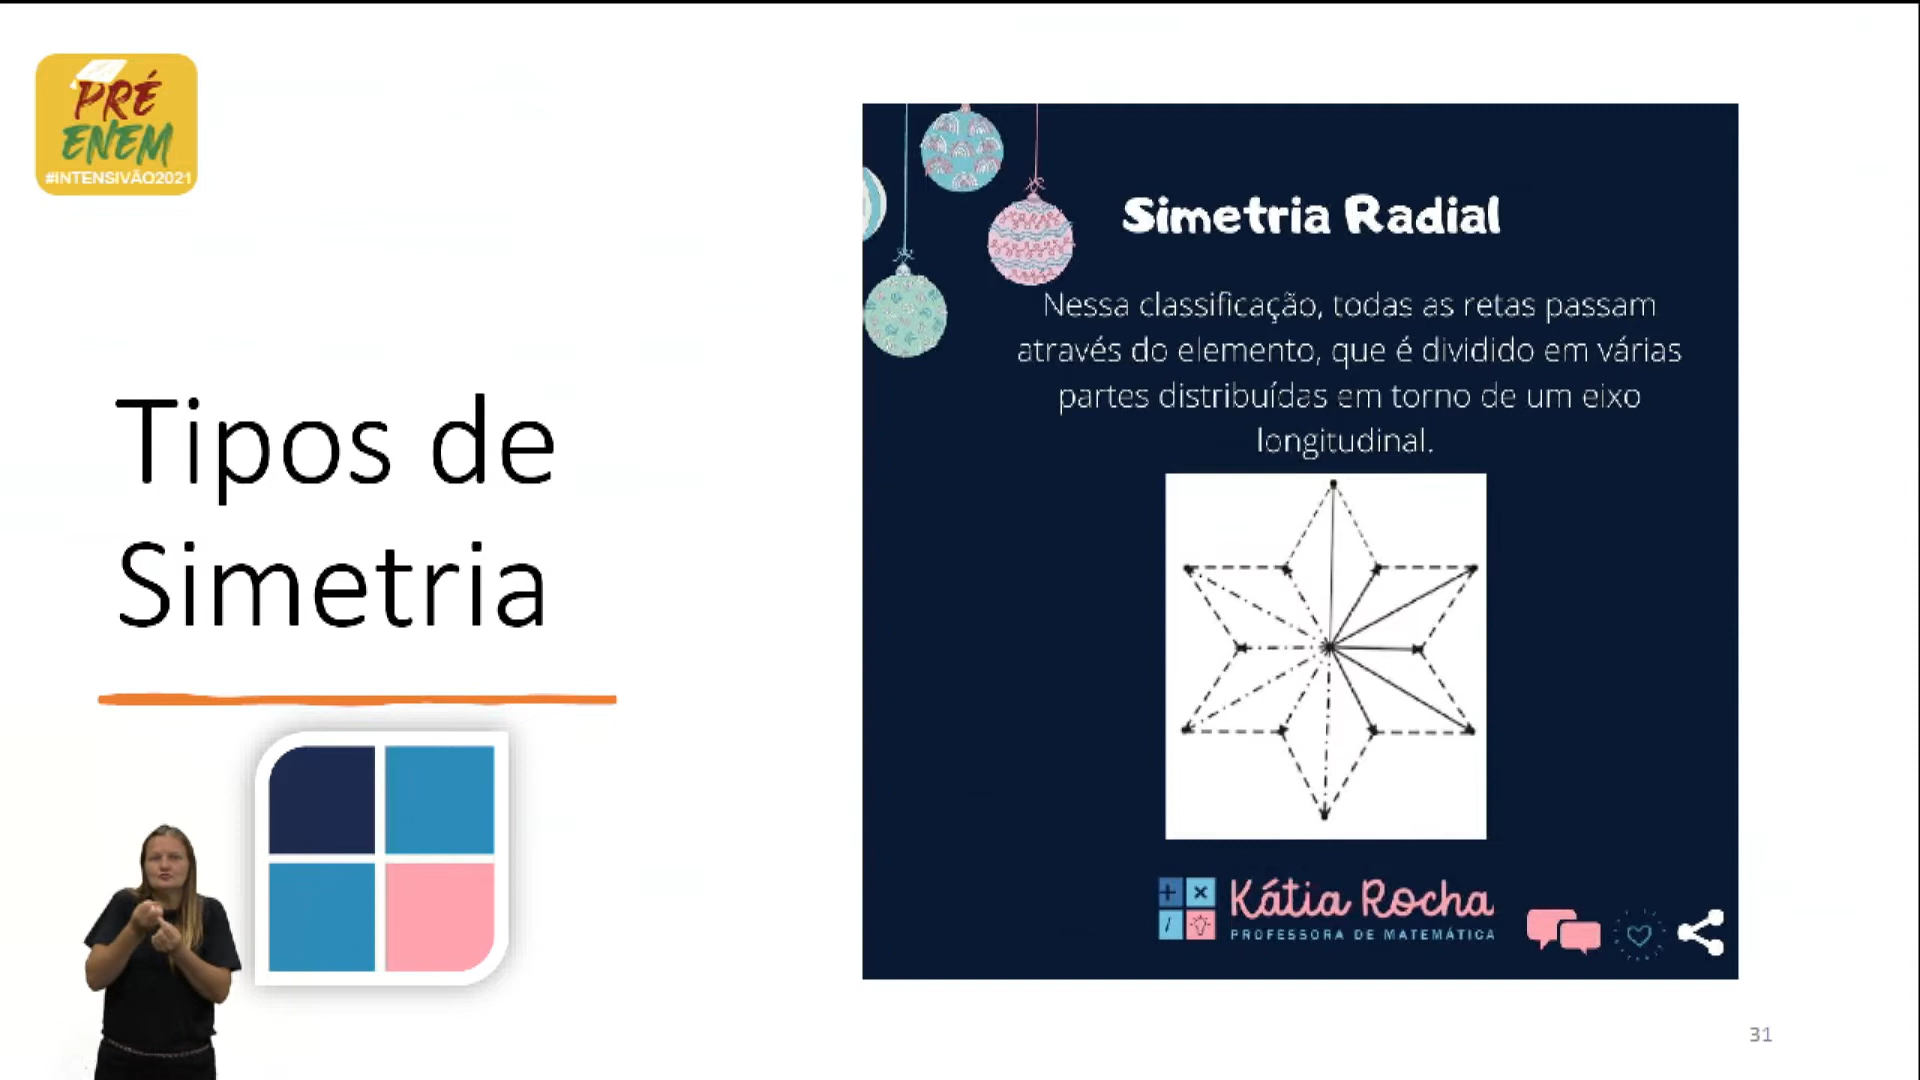 PRÉ
ENEM
#INTENSIVÃO2021
Tipos de
Simetria
Simetria Radial
Nessa classificação, todas as retas passam
através do elemento, que é dividido em várias
partes distribuídas em torno de um eixo
longitudinal.
Kátia Rocha
PROFESSORA DE MATEMÁTICA
31